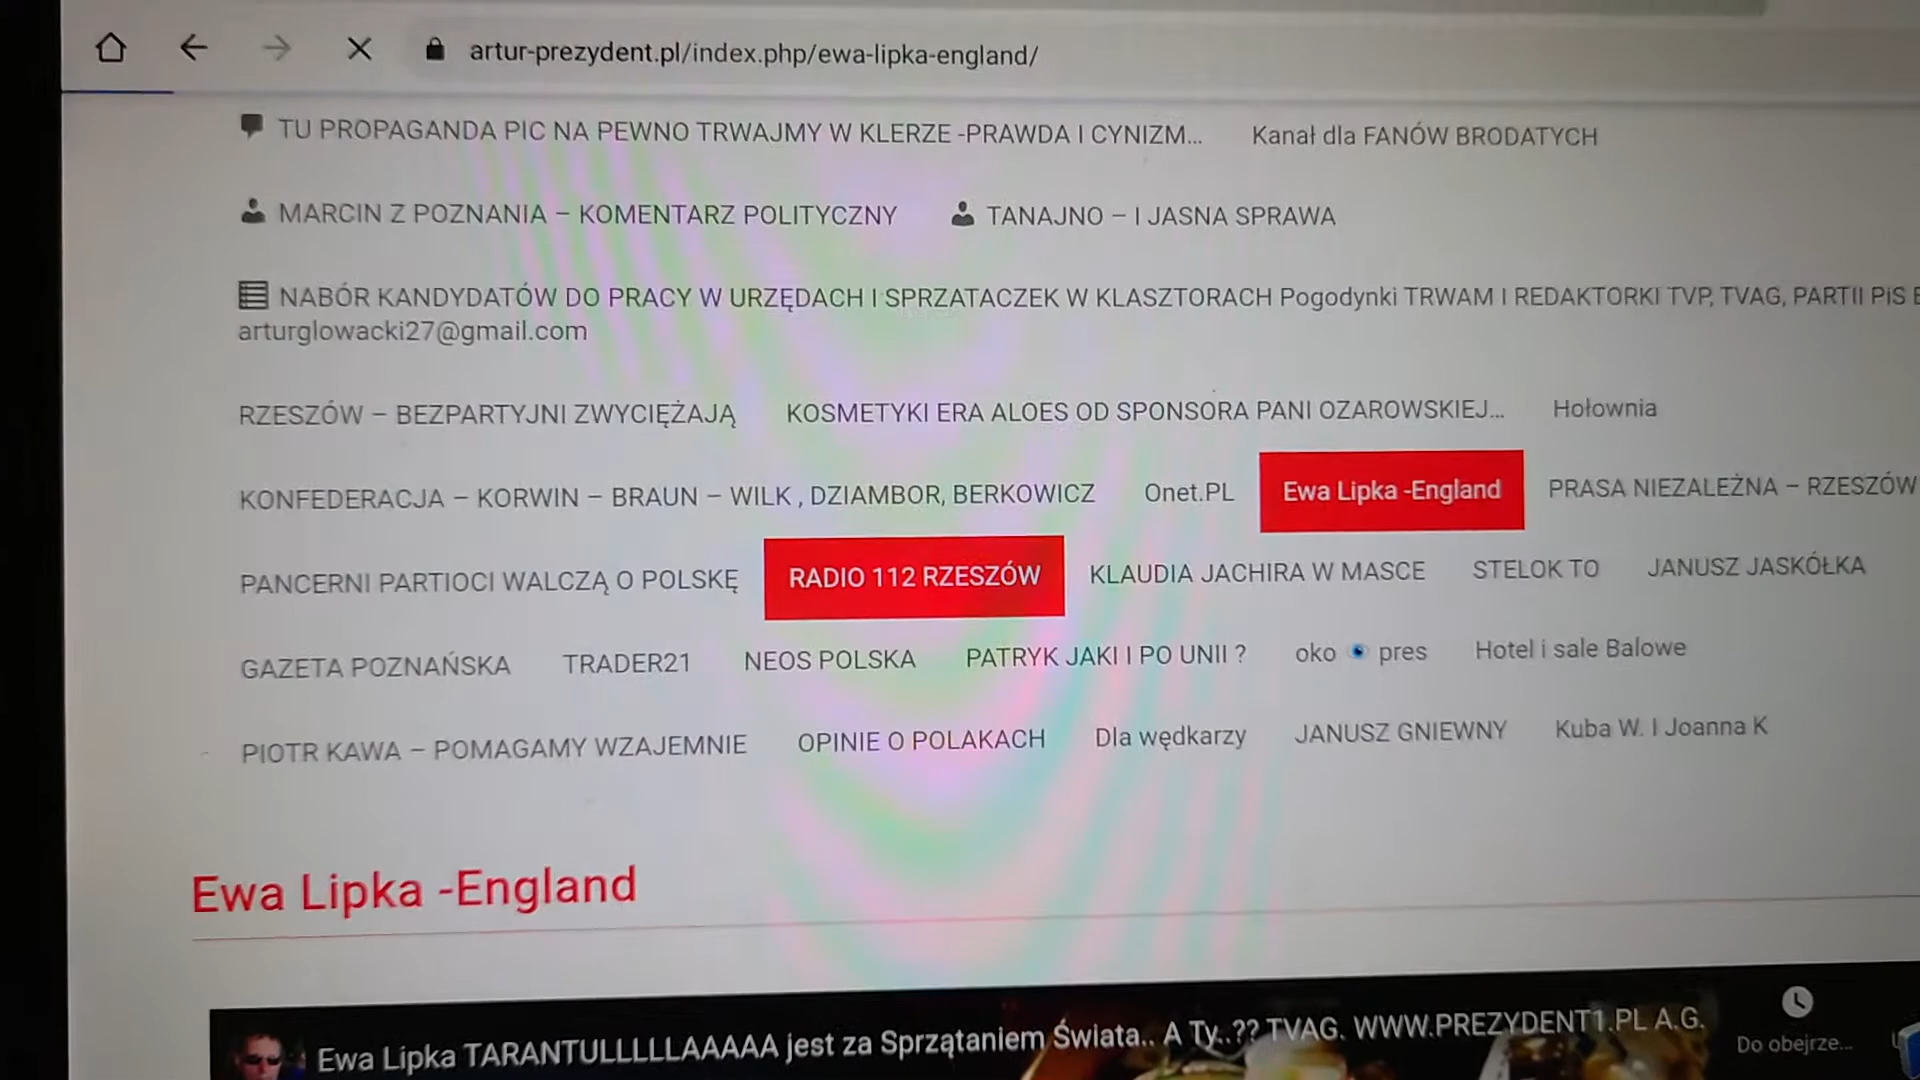 artur-prezydent.pl/index.php/ewa-lipka-england/
TU PROPAGANDA PIC NA PEWNO TRWAJMY W KLERZE -PRAWDA I CYNIZM... Kanał dla FANÓW BRODATYCH
MARCIN Z POZNANIA – KOMENTARZ POLITYCZNY TANAJNO – I JASNA SPRAWA
NABÓR KANDYDATÓW DO PRACY W URZĘDACH I SPRZATACZEK W KLASZTORACH Pogodynki TRWAM I REDAKTORKI TVP, TVAG, PARTII PiS
arturglowacki27@gmail.com
RZESZÓW – BEZPARTYJNI ZWYCIĘŻAJĄ KOSMETYKI ERA ALOES OD SPONSORA PANI OZAROWSKIEJ... Hołownia
KONFEDERACJA – KORWIN – BRAUN – WILK , DZIAMBOR, BERKOWICZ Onet.PL Ewa Lipka -England PRASA NIEZALEŻNA – RZESZÓW
PANCERNI PARTIOCI WALCZĄ O POLSKĘ RADIO 112 RZESZÓW KLAUDIA JACHIRA W MASCE STELOK TO JANUSZ JASKÓŁKA
GAZETA POZNAŃSKA TRADER21 NEOS POLSKA PATRYK JAKI I PO UNII ? oko pres Hotel i sale Balowe
PIOTR KAWA – POMAGAMY WZAJEMNIE OPINIE O POLAKACH Dla wędkarzy JANUSZ GNIEWNY Kuba W. I Joanna K
Ewa Lipka -England
Ewa Lipka TARANTULLLLLAAAAA jest za Sprzątaniem Świata.. A Ty..?? TVAG. WWW.PREZYDENT1.PL A.G.
Do obejrze...